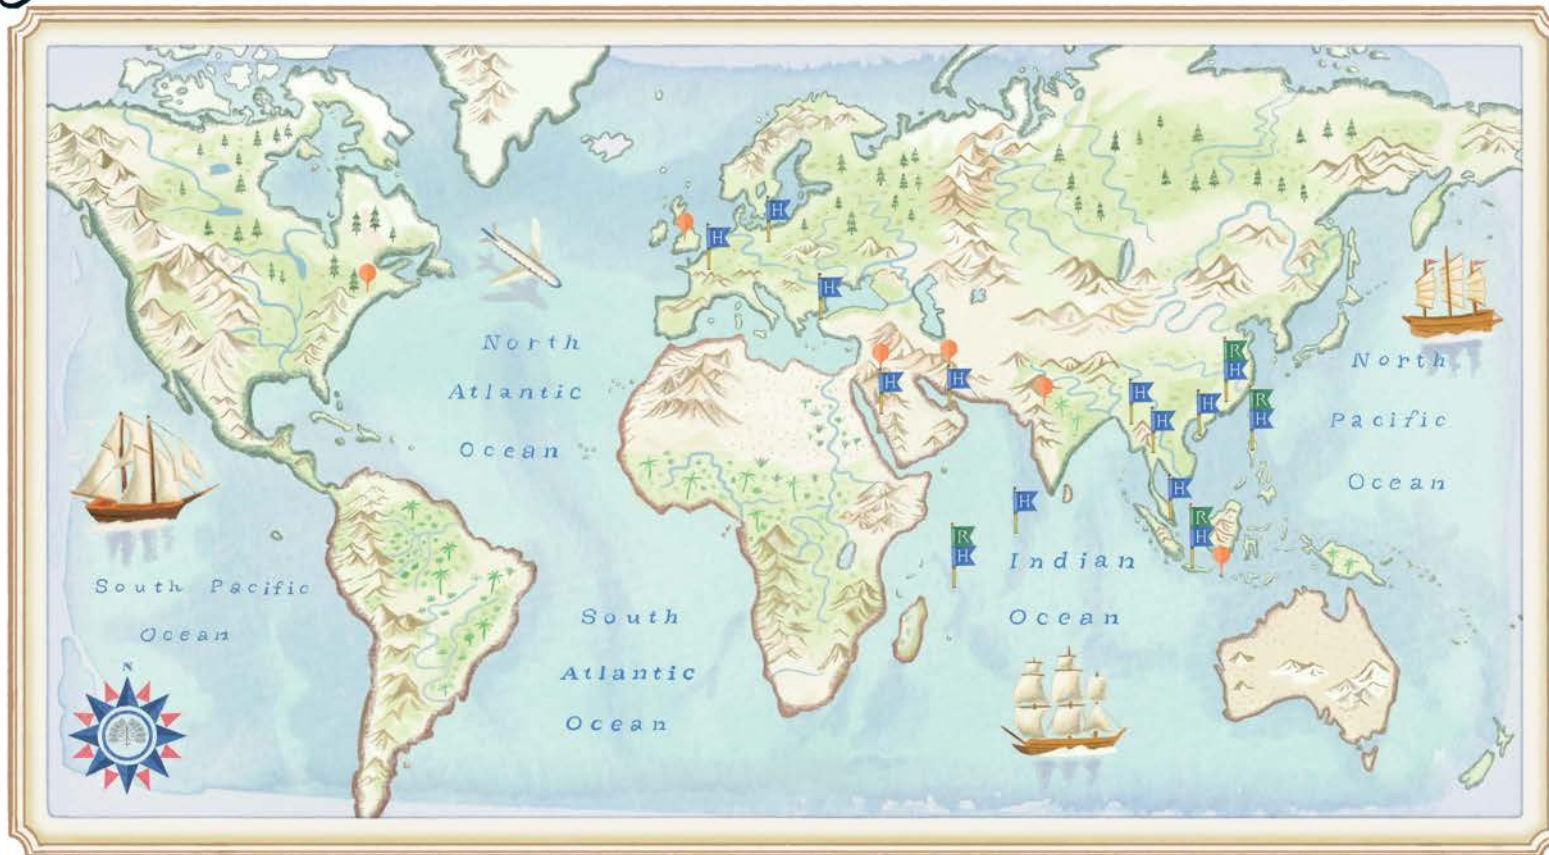 H
H
H
North
Atlantic
Ocean
R
H
North
H
H
H
R
H
H
H
Pacific
Ocean
H
H
R
H
R
H
Indian
Ocean
South Pacific
Ocean
South
Atlantic
Ocean
N